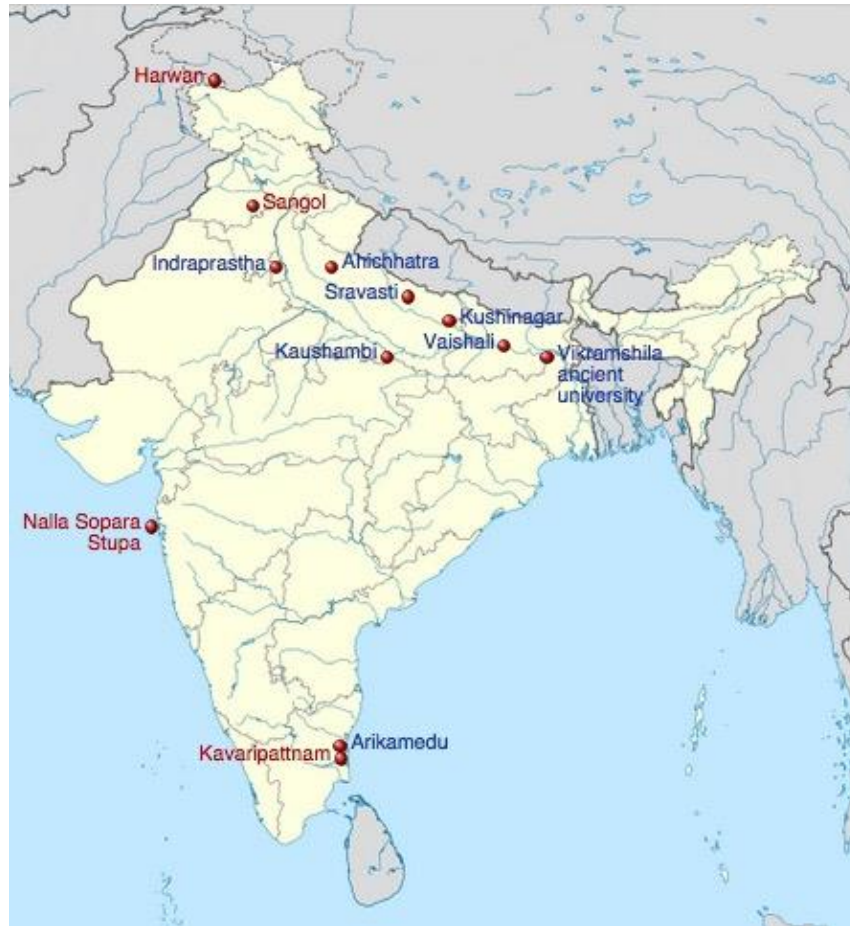 Harwan
Sangol
Indraprastha
Ahichhatra
Sravasti
Kushinagar
Vaishali
Kaushambi
Vikramshila
ancient
university
Nalla Sopara
Stupa
Arikamedu
Kavaripattnam